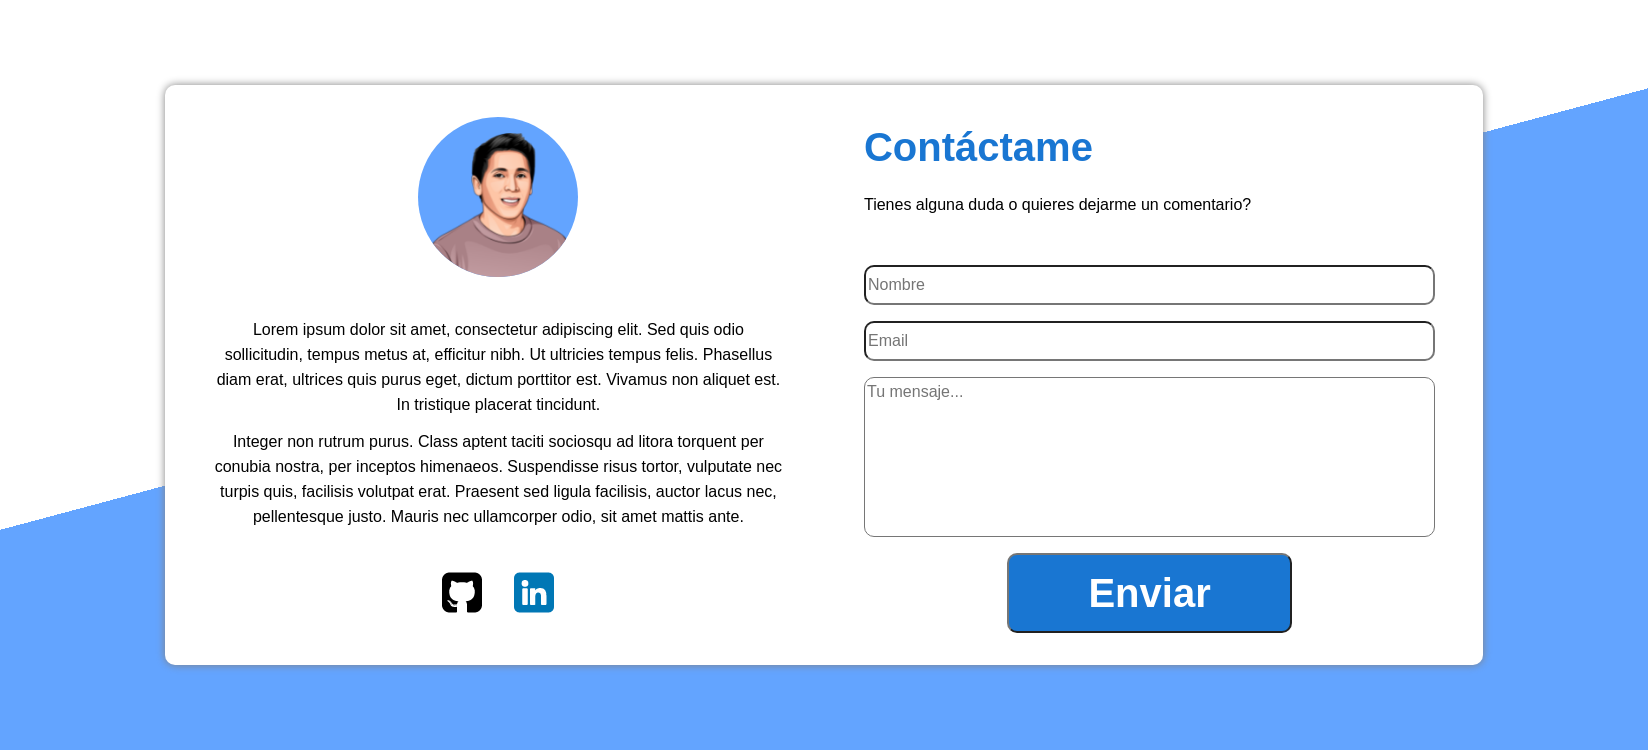 Lorem ipsum dolor sit amet, consectetur adipiscing elit. Sed quis odio
sollicitudin, tempus metus at, efficitur nibh. Ut ultricies tempus felis. Phasellus
diam erat, ultrices quis purus eget, dictum porttitor est. Vivamus non aliquet est.
In tristique placerat tincidunt.
Integer non rutrum purus. Class aptent taciti sociosqu ad litora torquent per
conubia nostra, per inceptos himenaeos. Suspendisse risus tortor, vulputate nec
turpis quis, facilisis volutpat erat. Praesent sed ligula facilisis, auctor lacus nec,
pellentesque justo. Mauris nec ullamcorper odio, sit amet mattis ante.
in
Contáctame
Tienes alguna duda o quieres dejarme un comentario?
Nombre
Email
Tu mensaje...
Enviar